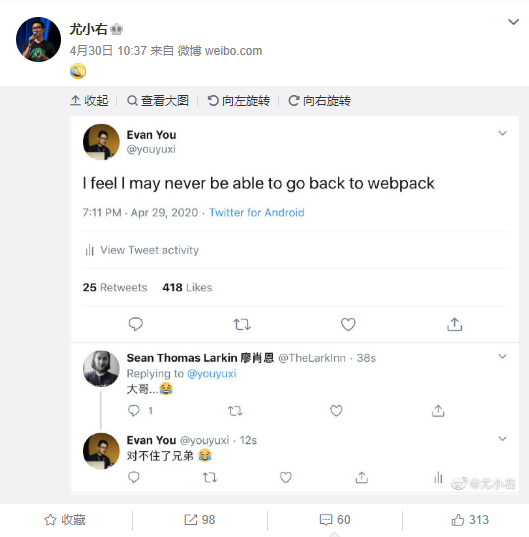 尤小右
4月30日 10:37 来自 微博 weibo.com
收起 查看大图 向左旋转 向右旋转
Evan You
@youyuxi
I feel I may never be able to go back to webpack
7:11 PM · Apr 29, 2020 · Twitter for Android
View Tweet activity
25 Retweets 418 Likes
Sean Thomas Larkin 廖肖恩 @TheLarkInn · 38s
Replying to @youyuxi
大哥...😂
1
Evan You @youyuxi · 12s
对不住了兄弟 😂
@尤小右
收藏 98 60 313